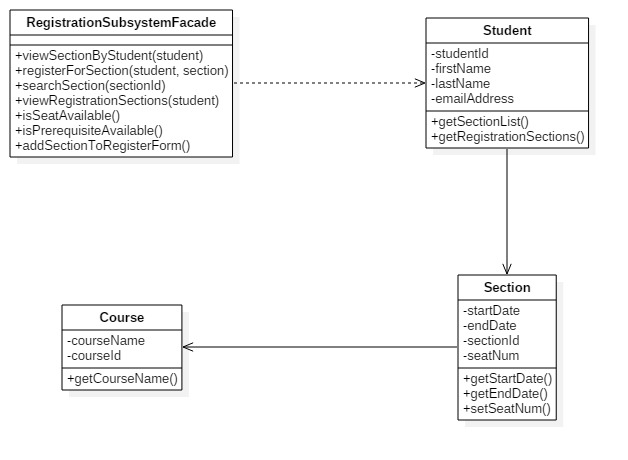 RegistrationSubsystemFacade
+viewSectionByStudent(student)
+registerForSection(student, section)
+searchSection(sectionId)
+viewRegistrationSections(student)
+isSeatAvailable()
+isPrerequisiteAvailable()
+addSectionToRegisterForm()
Student
-studentId
-firstName
-lastName
-emailAddress
+getSectionList()
+getRegistrationSections()
Course
-courseName
-courseId
+getCourseName()
Section
-startDate
-endDate
-sectionId
-seatNum
+getStartDate()
+getEndDate()
+setSeatNum()